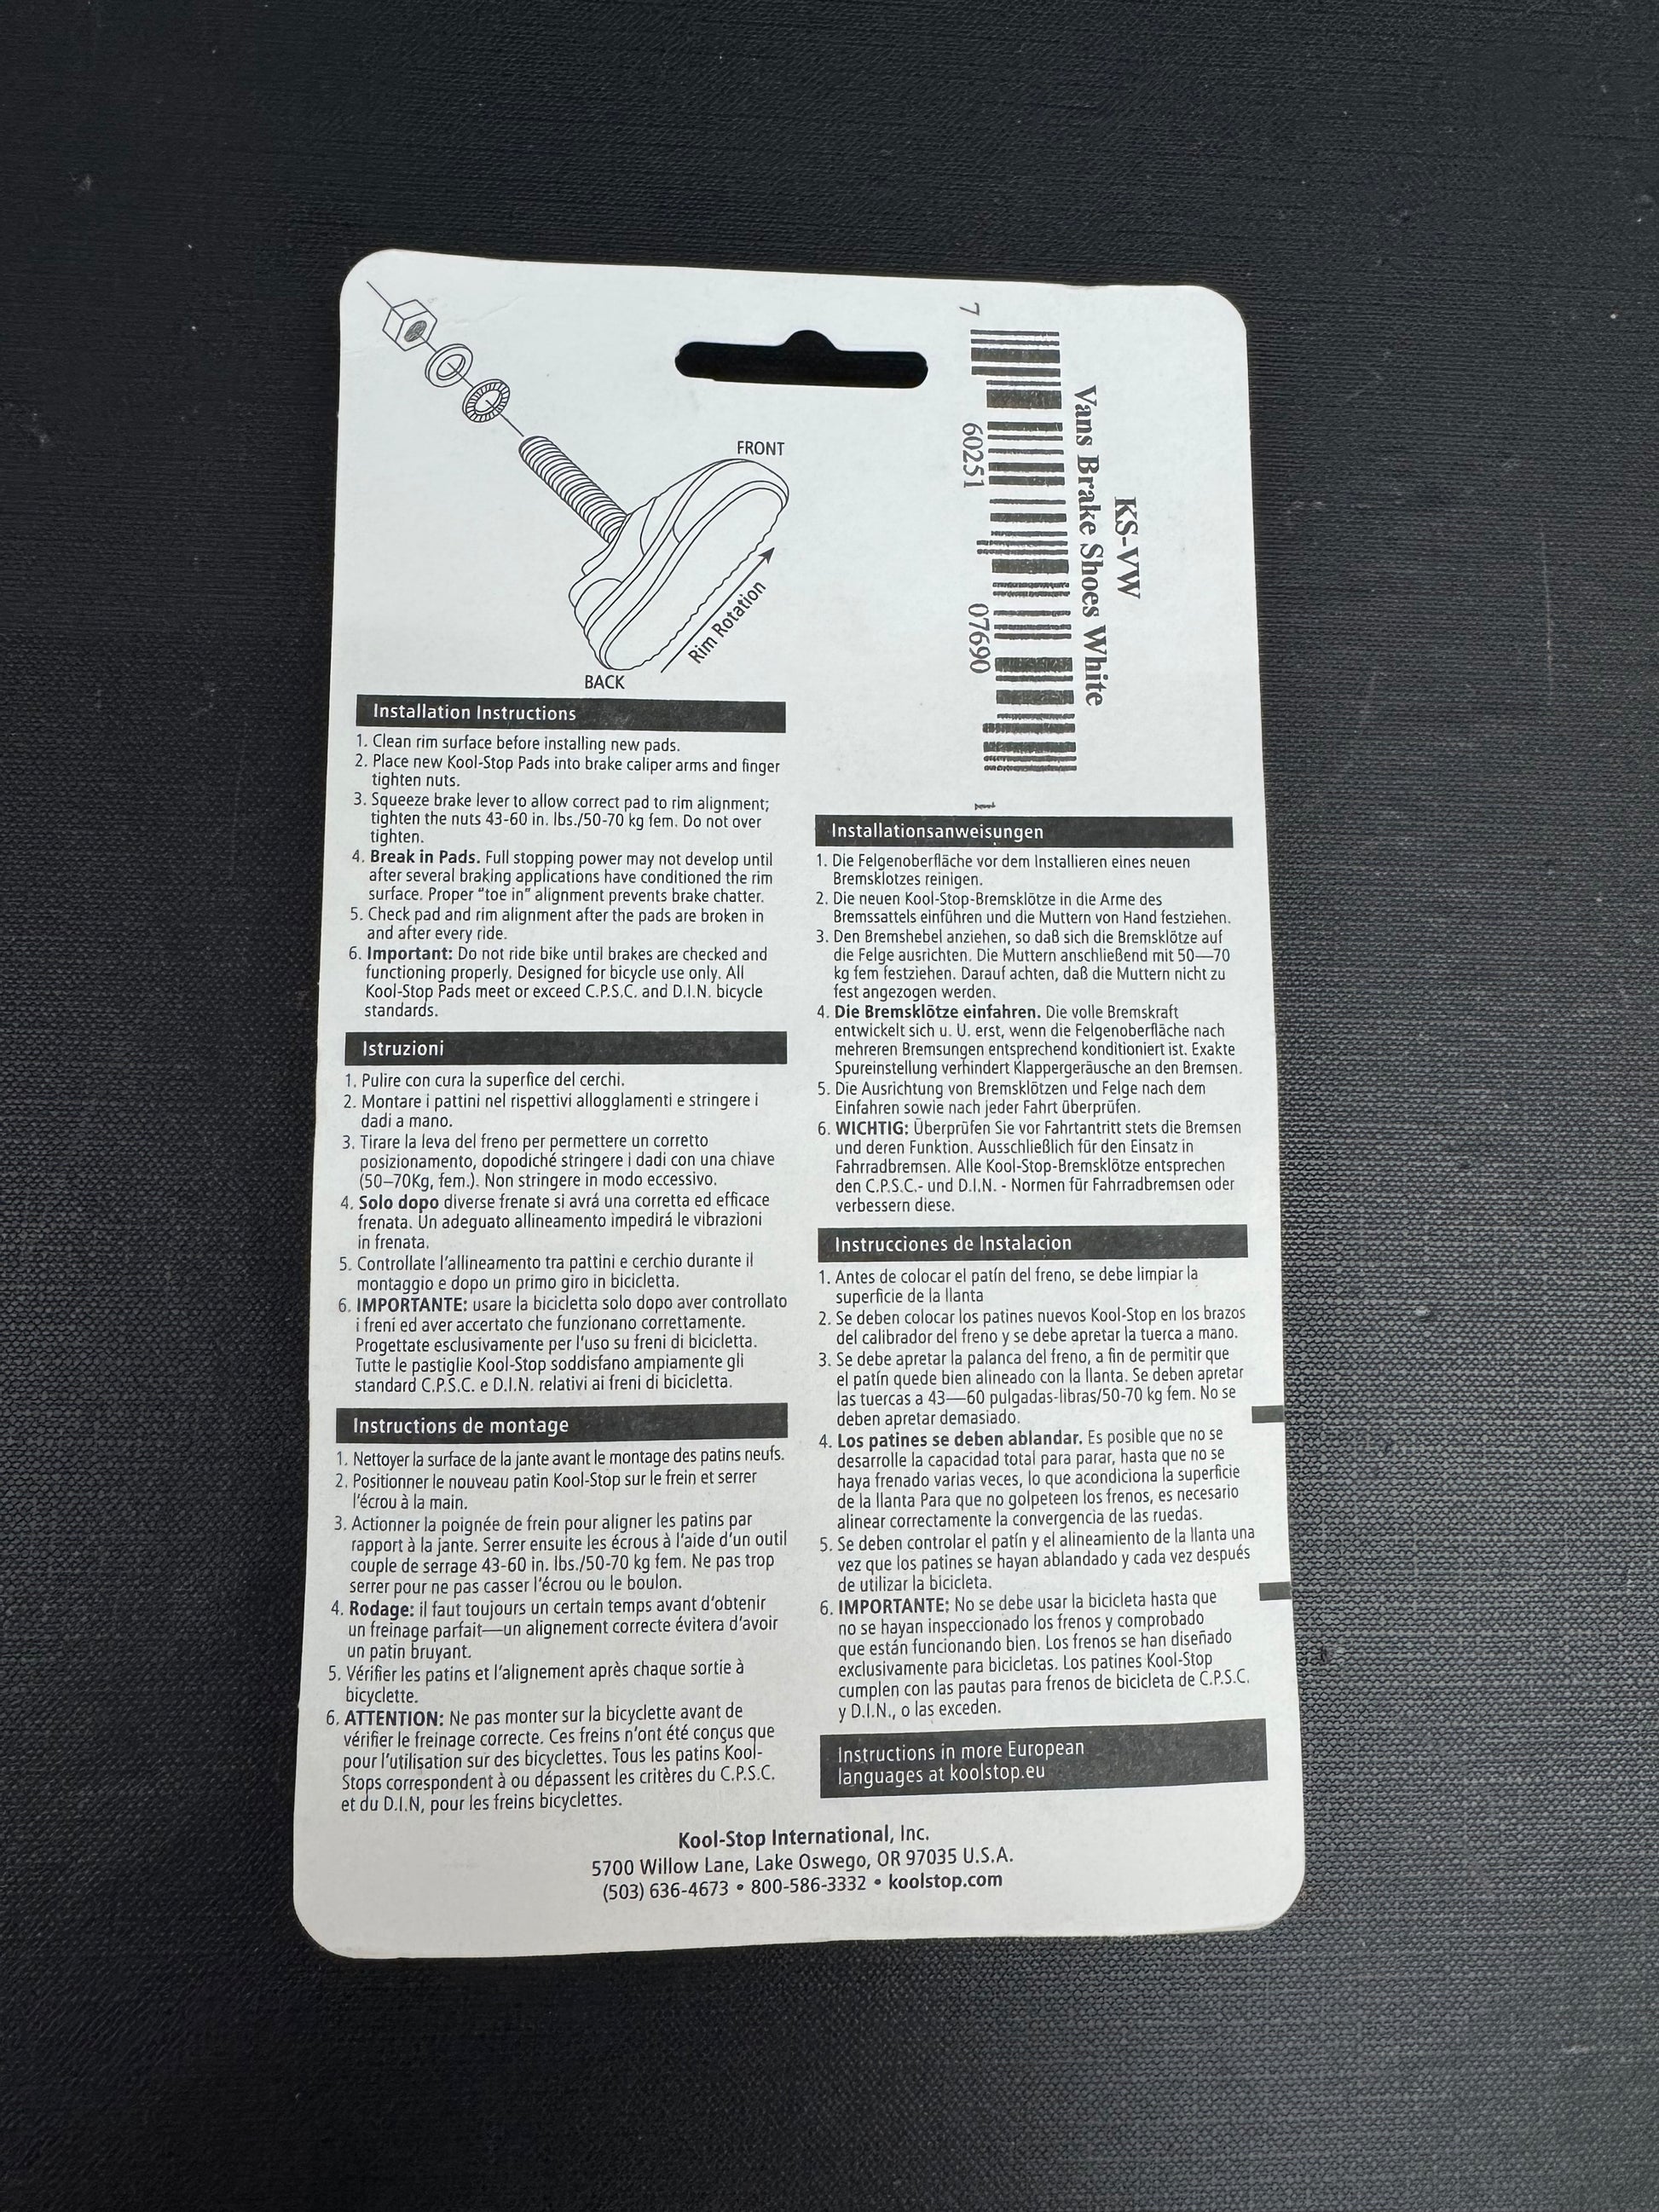 FRONT
Rim Rotation
BACK
KS-VW
Vans Brake Shoes White
7 60251 07690 1
Installation Instructions
1. Clean rim surface before installing new pads.
2. Place new Kool-Stop Pads into brake caliper arms and finger
tighten nuts.
3. Squeeze brake lever to allow correct pad to rim alignment;
tighten the nuts 43-60 in. lbs./50-70 kg fem. Do not over
tighten.
4. Break in Pads. Full stopping power may not develop until
after several braking applications have conditioned the rim
surface. Proper “toe in” alignment prevents brake chatter.
5. Check pad and rim alignment after the pads are broken in
and after every ride.
6. Important: Do not ride bike until brakes are checked and
functioning properly. Designed for bicycle use only. All
Kool-Stop Pads meet or exceed C.P.S.C. and D.I.N. bicycle
standards.
Istruzioni
1. Pulire con cura la superfice del cerchi.
2. Montare i pattini nel rispettivi allogglamenti e stringere i
dadi a mano.
3. Tirare la leva del freno per permettere un corretto
posizionamento, dopodiché stringere i dadi con una chiave
(50–70Kg, fem.). Non stringere in modo eccessivo.
4. Solo dopo diverse frenate si avrá una corretta ed efficace
frenata. Un adeguato allineamento impedirá le vibrazioni
in frenata.
5. Controllate l’allineamento tra pattini e cerchio durante il
montaggio e dopo un primo giro in bicicletta.
6. IMPORTANTE: usare la bicicletta solo dopo aver controllato
i freni ed aver accertato che funzionano correttamente.
Progettate esclusivamente per l’uso su freni di bicicletta.
Tutte le pastiglie Kool-Stop soddisfano ampiamente gli
standard C.P.S.C. e D.I.N. relativi ai freni di bicicletta.
Instructions de montage
1. Nettoyer la surface de la jante avant le montage des patins neufs.
2. Positionner le nouveau patin Kool-Stop sur le frein et serrer
l’écrou à la main.
3. Actionner la poignée de frein pour aligner les patins par
rapport à la jante. Serrer ensuite les écrous à l’aide d’un outil
couple de serrage 43-60 in. lbs./50-70 kg fem. Ne pas trop
serrer pour ne pas casser l’écrou ou le boulon.
4. Rodage: il faut toujours un certaln temps avant d’obtenir
un freinage parfait—un alignement correcte évitera d’avoir
un patin bruyant.
5. Vérifier les patins et l’alignement après chaque sortie à
bicyclette.
6. ATTENTION: Ne pas monter sur la bicyclette avant de
vérifier le freinage correcte. Ces freins n’ont été conçus que
pour l’utilisation sur des bicyclettes. Tous les patins Kool-
Stops correspondent à ou dépassent les critères du C.P.S.C.
et du D.I.N, pour les freins bicyclettes.
Installationsanweisungen
1. Die Felgenoberfläche vor dem Installieren eines neuen
Bremsklotzes reinigen.
2. Die neuen Kool-Stop-Bremsklötze in die Arme des
Bremssattels einführen und die Muttern von Hand festziehen.
3. Den Bremshebel anziehen, so daß sich die Bremsklötze auf
die Felge ausrichten. Die Muttern anschließend mit 50—70
kg fem festziehen. Darauf achten, daß die Muttern nicht zu
fest angezogen werden.
4. Die Bremsklötze einfahren. Die volle Bremskraft
entwickelt sich u. U. erst, wenn die Felgenoberfläche nach
mehreren Bremsungen entsprechend konditioniert ist. Exakte
Spureinstellung verhindert Klappergeräusche an den Bremsen.
5. Die Ausrichtung von Bremsklötzen und Felge nach dem
Einfahren sowie nach jeder Fahrt überprüfen.
6. WICHTIG: Überprüfen Sie vor Fahrtantritt stets die Bremsen
und deren Funktion. Ausschließlich für den Einsatz in
Fahrradbremsen. Alle Kool-Stop-Bremsklötze entsprechen
den C.P.S.C.- und D.I.N. - Normen für Fahrradbremsen oder
verbessern diese.
Instrucciones de Instalacion
1. Antes de colocar el patín del freno, se debe limpiar la
superficie de la llanta
2. Se deben colocar los patines nuevos Kool-Stop en los brazos
del calibrador del freno y se debe apretar la tuerca a mano.
3. Se debe apretar la palanca del freno, a fin de permitir que
el patín quede bien alineado con la llanta. Se deben apretar
las tuercas a 43—60 pulgadas-libras/50-70 kg fem. No se
deben apretar demasiado.
4. Los patines se deben ablandar. Es posible que no se
desarrolle la capacidad total para parar, hasta que no se
haya frenado varias veces, lo que acondiciona la superficie
de la llanta Para que no golpeteen los frenos, es necesario
alinear correctamente la convergencia de las ruedas.
5. Se deben controlar el patín y el alineamiento de la llanta una
vez que los patines se hayan ablandado y cada vez después
de utilizar la bicicleta.
6. IMPORTANTE: No se debe usar la bicicleta hasta que
no se hayan inspeccionado los frenos y comprobado
que están funcionando bien. Los frenos se han diseñado
exclusivamente para bicicletas. Los patines Kool-Stop
cumplen con las pautas para frenos de bicicleta de C.P.S.C.
y D.I.N., o las exceden.
Instructions in more European
languages at koolstop.eu
Kool-Stop International, Inc.
5700 Willow Lane, Lake Oswego, OR 97035 U.S.A.
(503) 636-4673 • 800-586-3332 • koolstop.com